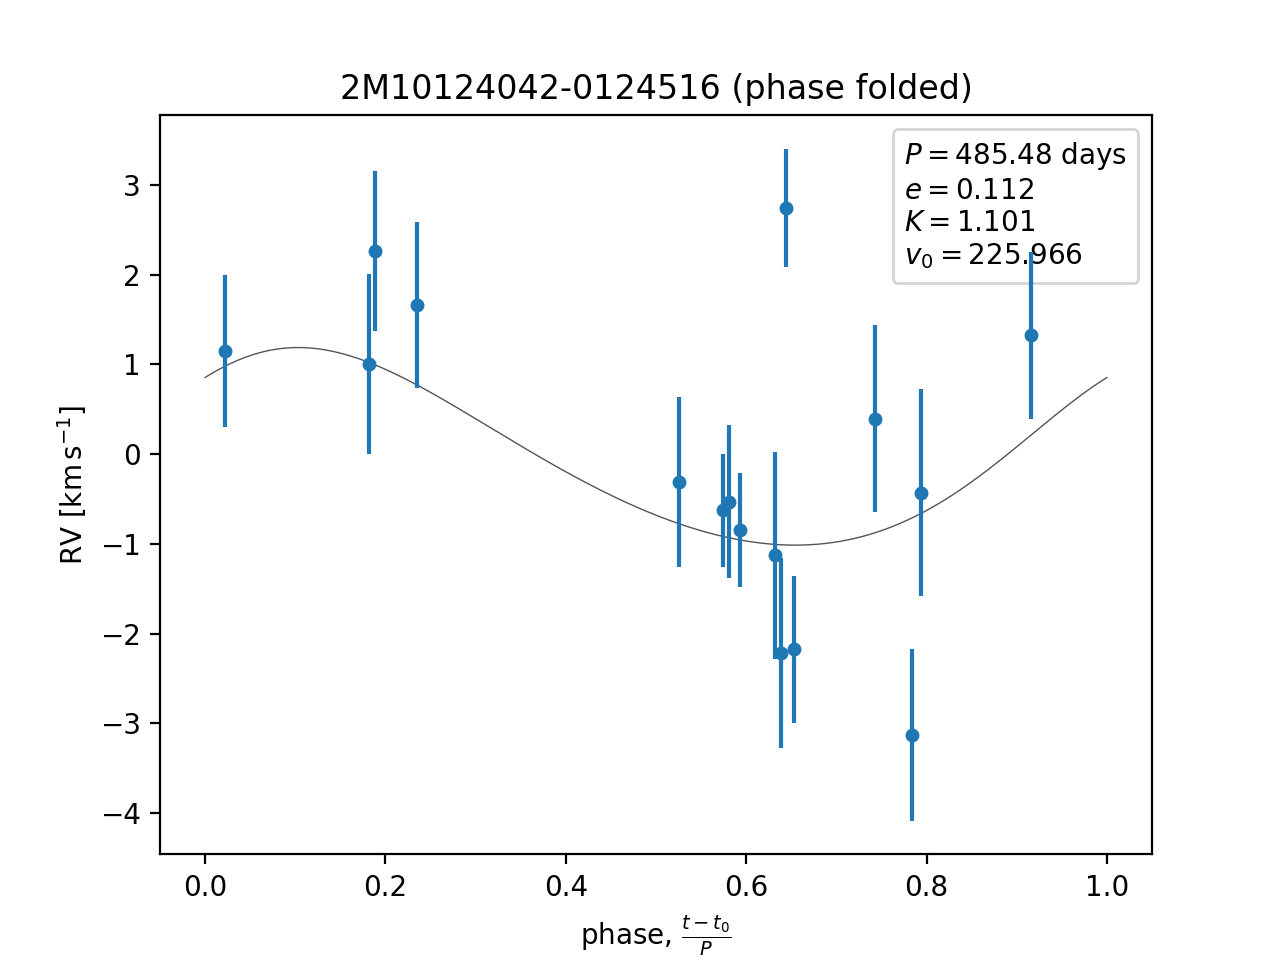 2M10124042-0124516 (phase folded)
P = 485.48 days
e = 0.112
K = 1.101
v₀ = 225.966
3
2
1
0
−1
−2
−3
−4
RV [km s⁻¹]
0.0 0.2 0.4 0.6 0.8 1.0
phase, (t − t₀)/P